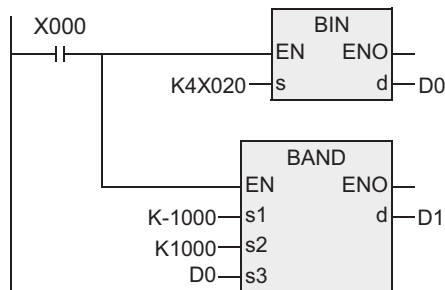 X000
BIN
EN ENO
K4X020 s d D0
BAND
EN ENO
K-1000 s1 d D1
K1000 s2
D0 s3